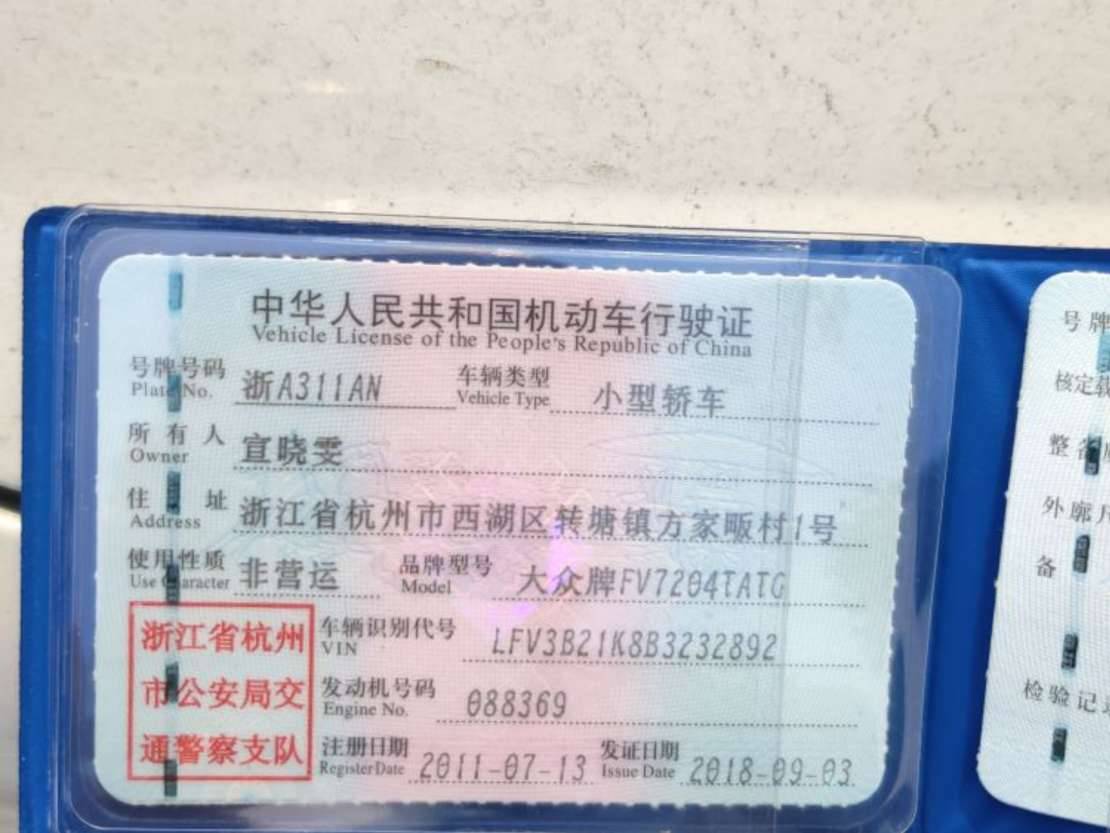 中华人民共和国机动车行驶证
Vehicle License of the People's Republic of China
号牌号码 浙A311AN 车辆类型 小型轿车
Plate No. Vehicle Type
所有人 宣晓雯
Owner
住址 浙江省杭州市西湖区转塘镇方家畈村1号
Address
使用性质 非营运 品牌型号 大众牌FV7204TATG
Use Character Model
浙江省杭州
市公安局交
通警察支队
车辆识别代号 LFV3B21K8B3232892
VIN
发动机号码 088369
Engine No.
注册日期 2011-07-13 发证日期 2018-09-03
Register Date Issue Date
号牌
核定载
整备
外廓尺
备
检验记